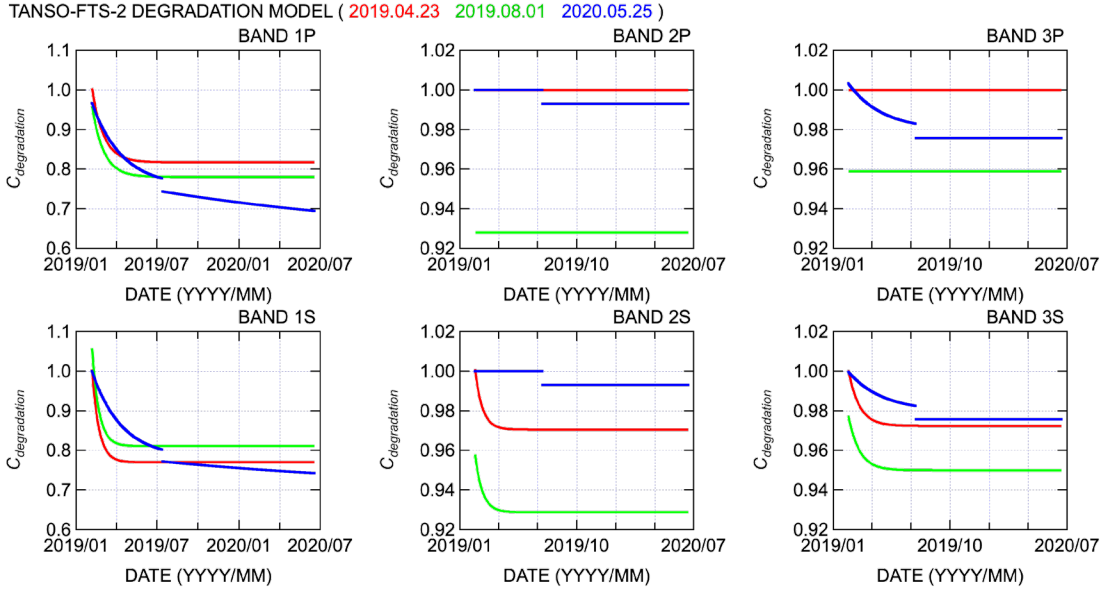 TANSO-FTS-2 DEGRADATION MODEL ( 2019.04.23 2019.08.01 2020.05.25 )
BAND 1P
1.1
1.0
0.9
0.8
0.7
0.6
Cdegradation
2019/01 2019/07 2020/01 2020/07
DATE (YYYY/MM)
BAND 2P
1.02
1.00
0.98
0.96
0.94
0.92
Cdegradation
2019/01 2019/10 2020/07
DATE (YYYY/MM)
BAND 3P
1.02
1.00
0.98
0.96
0.94
0.92
Cdegradation
2019/01 2019/10 2020/07
DATE (YYYY/MM)
BAND 1S
1.1
1.0
0.9
0.8
0.7
0.6
Cdegradation
2019/01 2019/07 2020/01 2020/07
DATE (YYYY/MM)
BAND 2S
1.02
1.00
0.98
0.96
0.94
0.92
Cdegradation
2019/01 2019/10 2020/07
DATE (YYYY/MM)
BAND 3S
1.02
1.00
0.98
0.96
0.94
0.92
Cdegradation
2019/01 2019/10 2020/07
DATE (YYYY/MM)